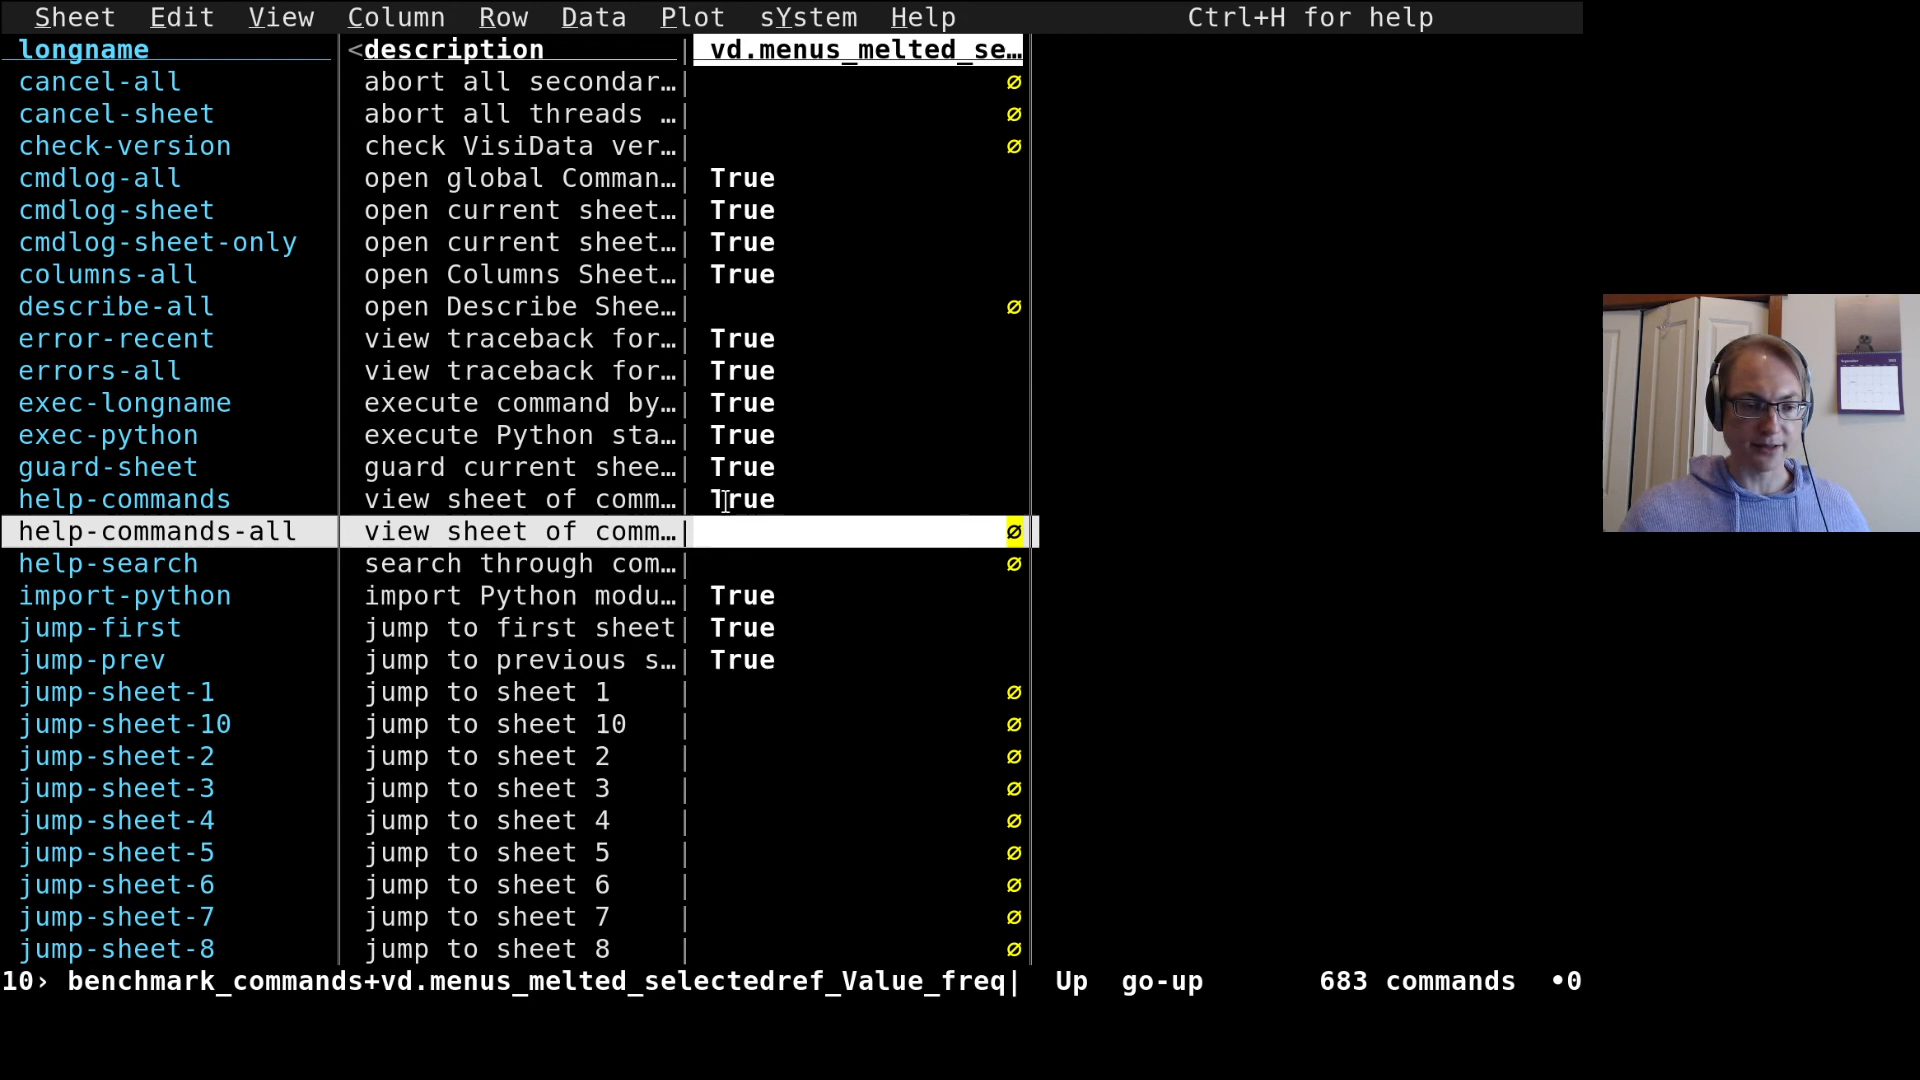 Sheet Edit View Column Row Data Plot sYstem Help Ctrl+H for help
longname <description | vd.menus_melted_se…
cancel-all abort all secondar…| ∅
cancel-sheet abort all threads …| ∅
check-version check VisiData ver…| ∅
cmdlog-all open global Comman…| True
cmdlog-sheet open current sheet…| True
cmdlog-sheet-only open current sheet…| True
columns-all open Columns Sheet…| True
describe-all open Describe Shee…| ∅
error-recent view traceback for…| True
errors-all view traceback for…| True
exec-longname execute command by…| True
exec-python execute Python sta…| True
guard-sheet guard current shee…| True
help-commands view sheet of comm…| True
help-commands-all view sheet of comm…| ∅
help-search search through com…| ∅
import-python import Python modu…| True
jump-first jump to first sheet| True
jump-prev jump to previous s…| True
jump-sheet-1 jump to sheet 1 | ∅
jump-sheet-10 jump to sheet 10 | ∅
jump-sheet-2 jump to sheet 2 | ∅
jump-sheet-3 jump to sheet 3 | ∅
jump-sheet-4 jump to sheet 4 | ∅
jump-sheet-5 jump to sheet 5 | ∅
jump-sheet-6 jump to sheet 6 | ∅
jump-sheet-7 jump to sheet 7 | ∅
jump-sheet-8 jump to sheet 8 | ∅
10› benchmark_commands+vd.menus_melted_selectedref_Value_freq| Up go-up 683 commands •0